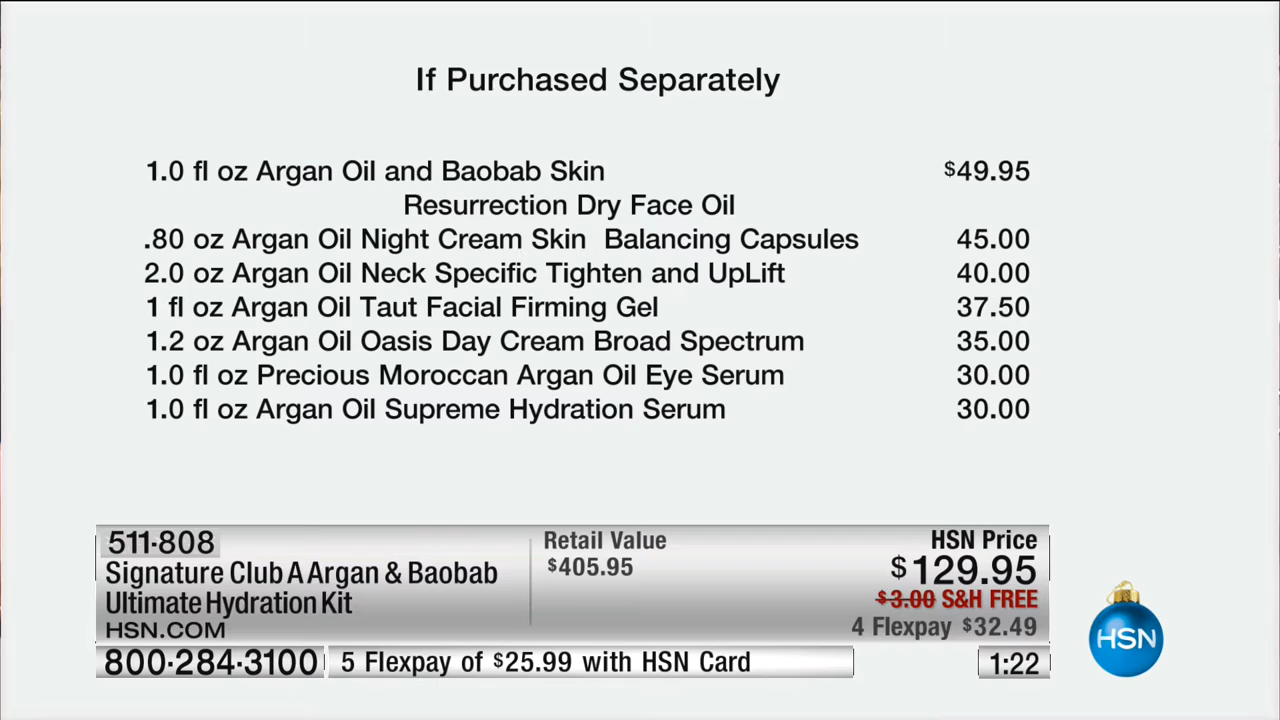 If Purchased Separately
1.0 fl oz Argan Oil and Baobab Skin $49.95
Resurrection Dry Face Oil
.80 oz Argan Oil Night Cream Skin Balancing Capsules 45.00
2.0 oz Argan Oil Neck Specific Tighten and UpLift 40.00
1 fl oz Argan Oil Taut Facial Firming Gel 37.50
1.2 oz Argan Oil Oasis Day Cream Broad Spectrum 35.00
1.0 fl oz Precious Moroccan Argan Oil Eye Serum 30.00
1.0 fl oz Argan Oil Supreme Hydration Serum 30.00
511·808
Signature Club A Argan & Baobab
Ultimate Hydration Kit
HSN.COM
Retail Value
$405.95
HSN Price
$129.95
$3.00 S&H FREE
4 Flexpay $32.49
800·284·3100
5 Flexpay of $25.99 with HSN Card
1:22
HSN